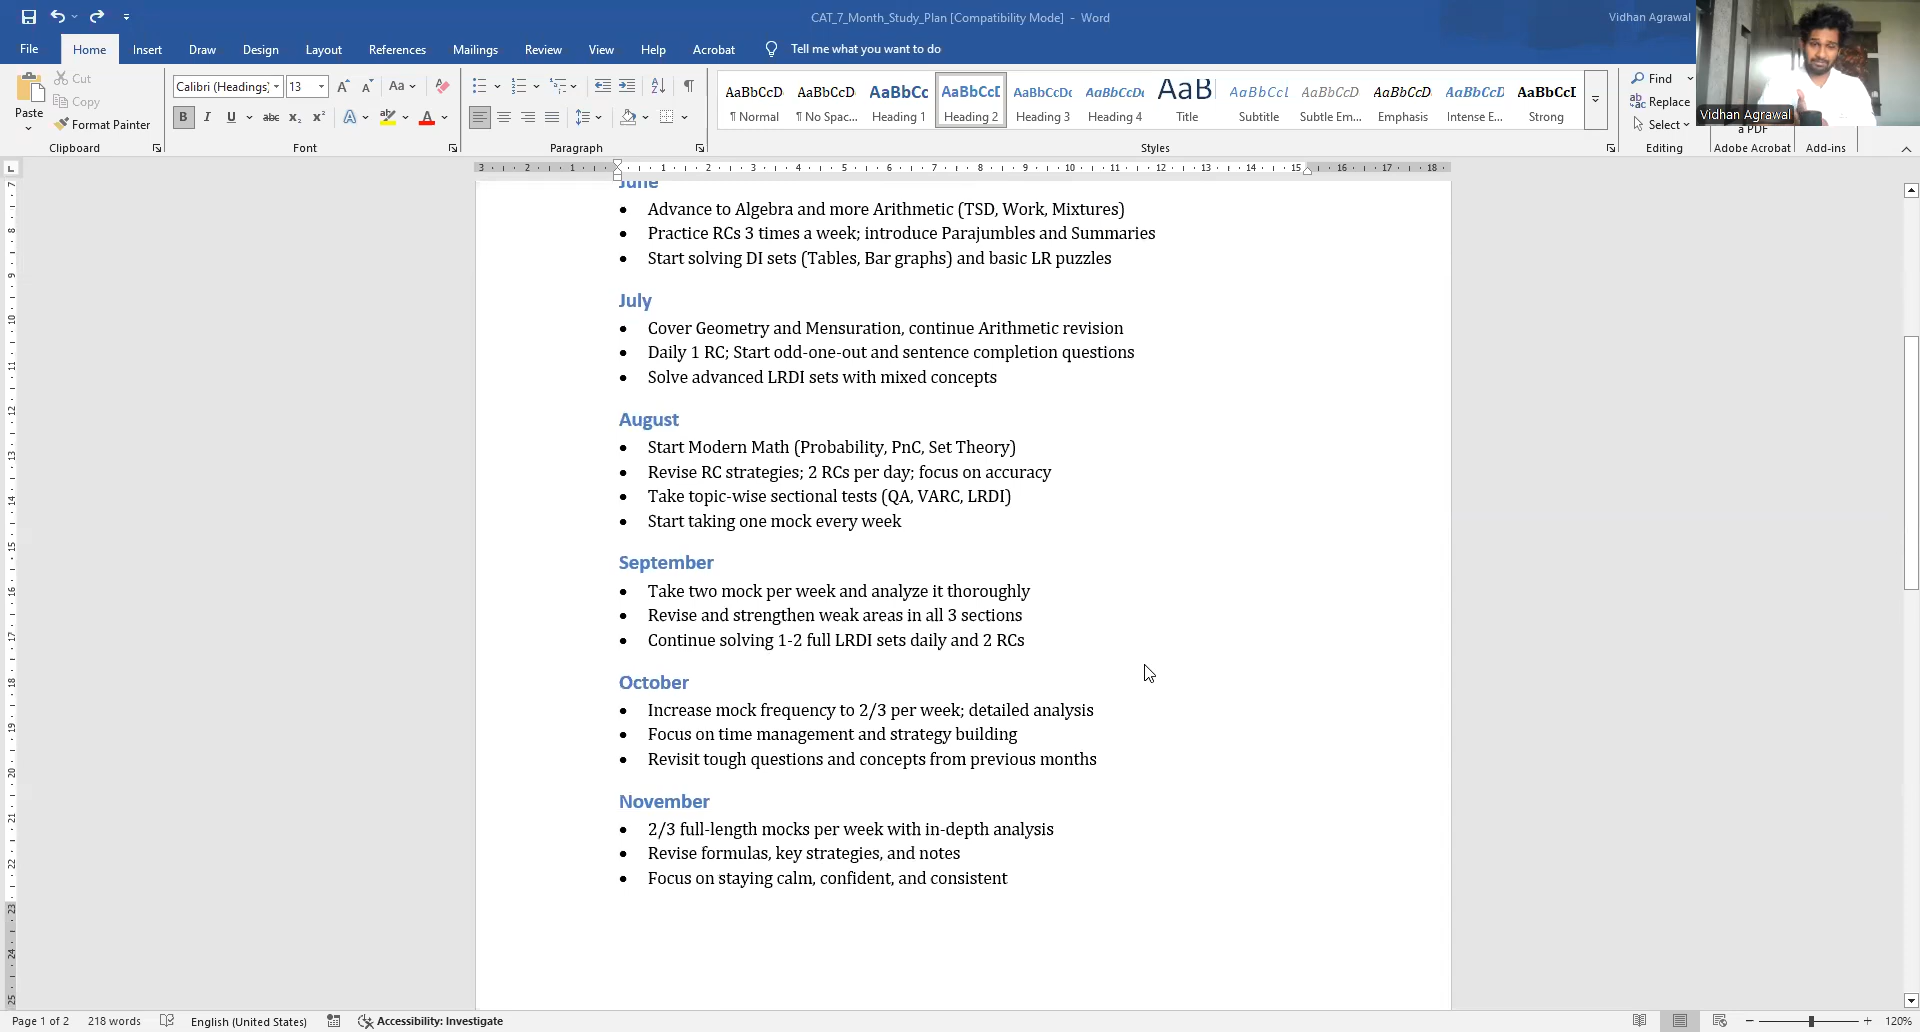 CAT_7_Month_Study_Plan [Compatibility Mode] - Word
Vidhan Agrawal
File Home Insert Draw Design Layout References Mailings Review View Help Acrobat Tell me what you want to do
Paste
Cut
Copy
Format Painter
Clipboard
Calibri (Headings) 13
Font
Paragraph
AaBbCcD AaBbCcD AaBbCc AaBbCcD AaBbCcDc AaBbCcDc AaB AaBbCcD AaBbCcD AaBbCcD AaBbCcD AaBbCcD
¶ Normal ¶ No Spac... Heading 1 Heading 2 Heading 3 Heading 4 Title Subtitle Subtle Em... Emphasis Intense E... Strong
Styles
Find
Replace
Select
Editing
Vidhan Agrawal
a PDF
Adobe Acrobat
Add-ins
June
• Advance to Algebra and more Arithmetic (TSD, Work, Mixtures)
• Practice RCs 3 times a week; introduce Parajumbles and Summaries
• Start solving DI sets (Tables, Bar graphs) and basic LR puzzles
July
• Cover Geometry and Mensuration, continue Arithmetic revision
• Daily 1 RC; Start odd-one-out and sentence completion questions
• Solve advanced LRDI sets with mixed concepts
August
• Start Modern Math (Probability, PnC, Set Theory)
• Revise RC strategies; 2 RCs per day; focus on accuracy
• Take topic-wise sectional tests (QA, VARC, LRDI)
• Start taking one mock every week
September
• Take two mock per week and analyze it thoroughly
• Revise and strengthen weak areas in all 3 sections
• Continue solving 1-2 full LRDI sets daily and 2 RCs
October
• Increase mock frequency to 2/3 per week; detailed analysis
• Focus on time management and strategy building
• Revisit tough questions and concepts from previous months
November
• 2/3 full-length mocks per week with in-depth analysis
• Revise formulas, key strategies, and notes
• Focus on staying calm, confident, and consistent
Page 1 of 2 218 words English (United States) Accessibility: Investigate 120%